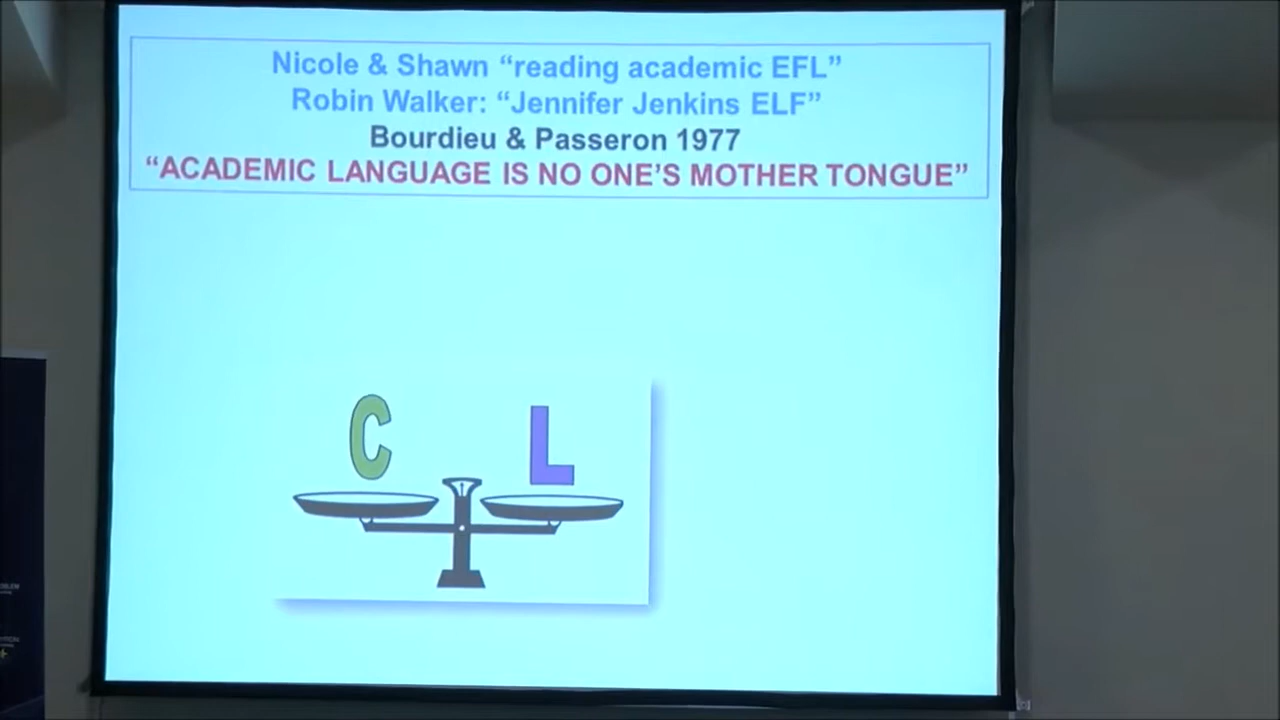 Nicole & Shawn “reading academic EFL”
Robin Walker: “Jennifer Jenkins ELF”
Bourdieu & Passeron 1977
“ACADEMIC LANGUAGE IS NO ONE’S MOTHER TONGUE”
C L